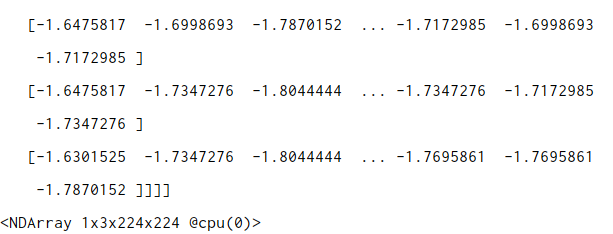 [-1.6475817 -1.6998693 -1.7870152 ... -1.7172985 -1.6998693
-1.7172985 ]
[-1.6475817 -1.7347276 -1.8044444 ... -1.7347276 -1.7172985
-1.7347276 ]
[-1.6301525 -1.7347276 -1.8044444 ... -1.7695861 -1.7695861
-1.7870152 ]]]]
<NDArray 1x3x224x224 @cpu(0)>